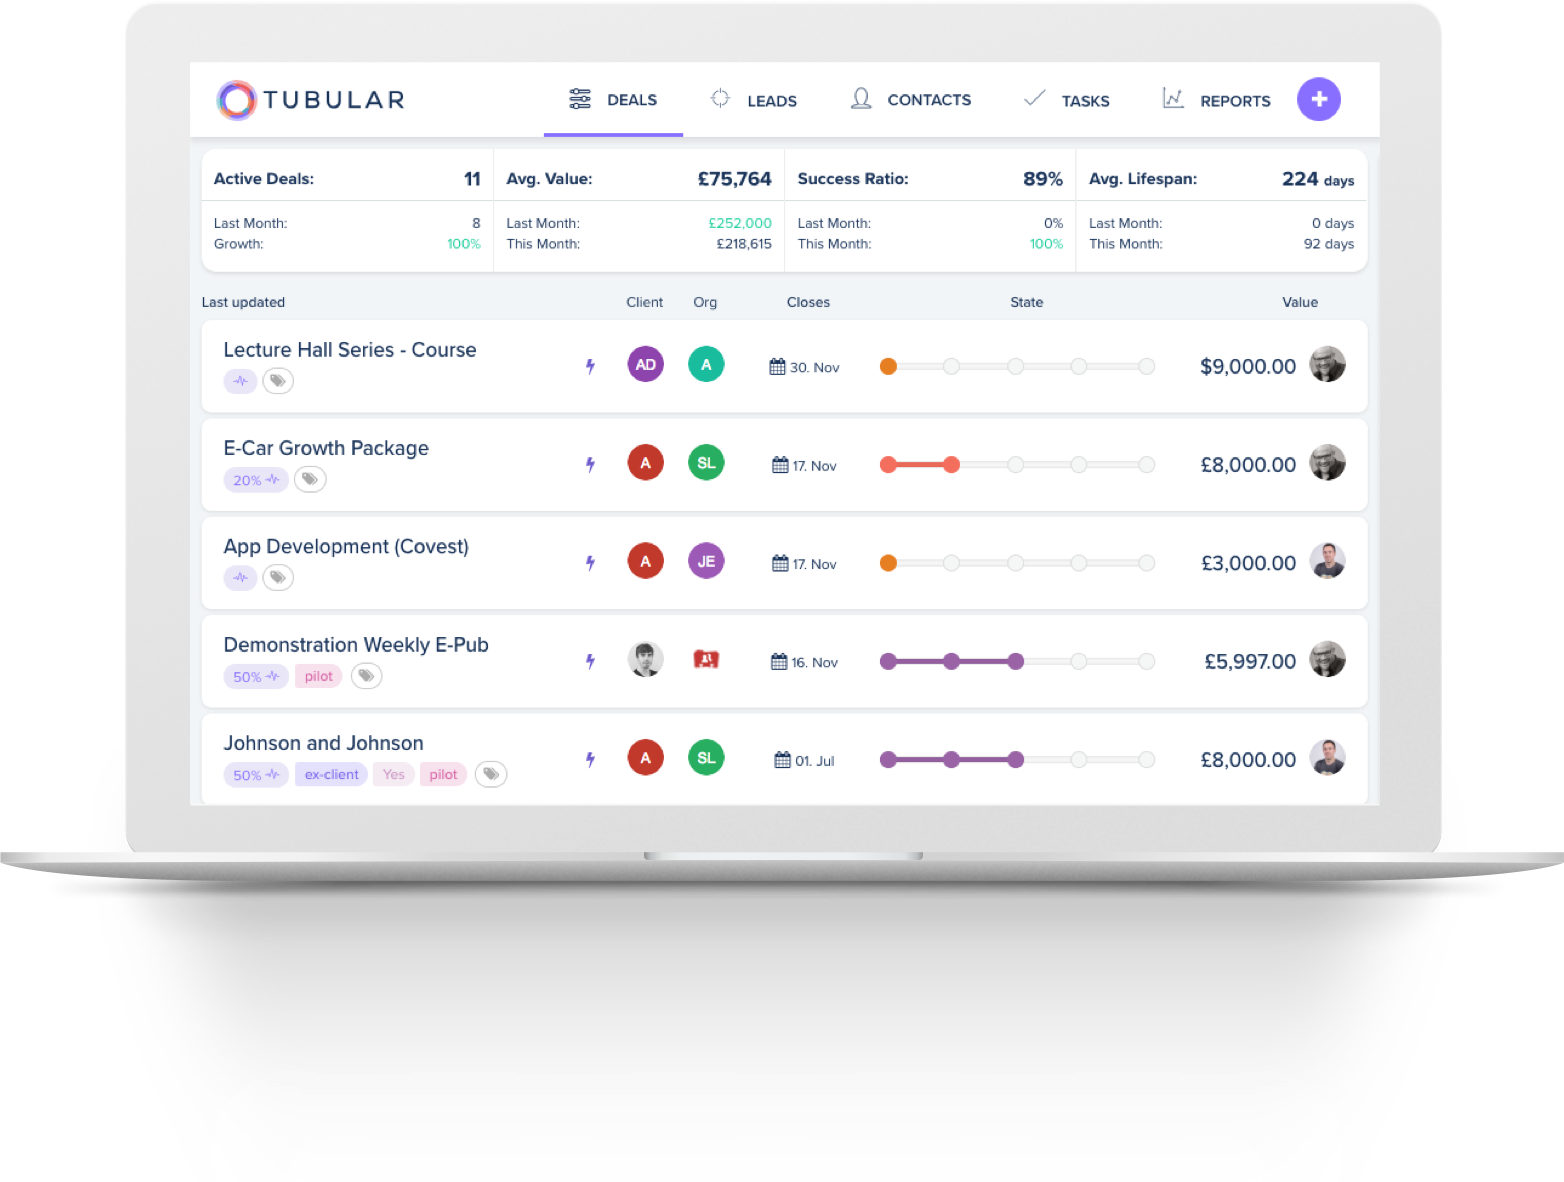 TUBULAR
DEALS
LEADS
CONTACTS
TASKS
REPORTS
Active Deals: 11
Last Month: 8
Growth: 100%
Avg. Value: £75,764
Last Month: £252,000
This Month: £218,615
Success Ratio: 89%
Last Month: 0%
This Month: 100%
Avg. Lifespan: 224 days
Last Month: 0 days
This Month: 92 days
Last updated Client Org Closes State Value
Lecture Hall Series - Course
AD A 30. Nov $9,000.00
E-Car Growth Package
20%
A SL 17. Nov £8,000.00
App Development (Covest)
A JE 17. Nov £3,000.00
Demonstration Weekly E-Pub
50% pilot
16. Nov £5,997.00
Johnson and Johnson
50% ex-client Yes pilot
A SL 01. Jul £8,000.00